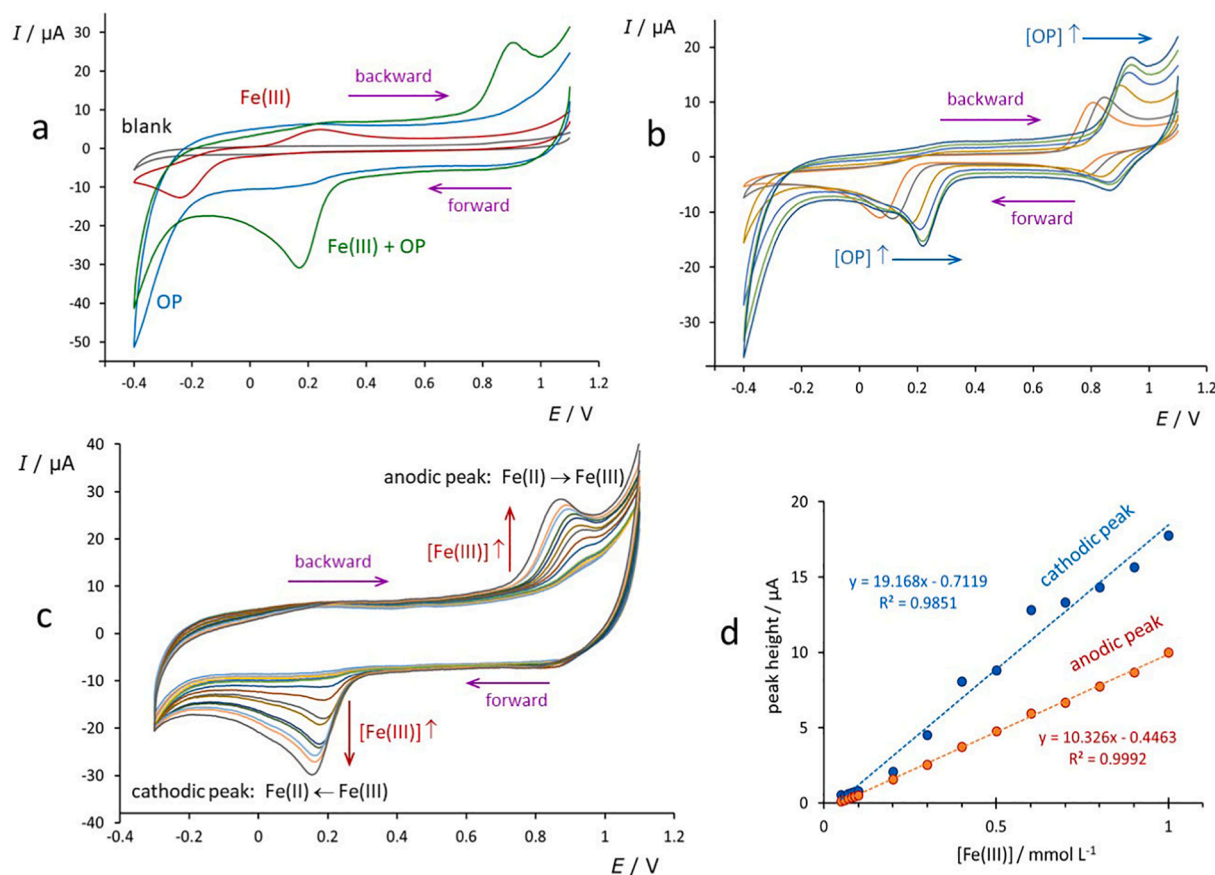 I / µA
40
30
20
10
0
-10
-20
-30
-40
-50
a
blank
Fe(III)
backward
forward
Fe(III) + OP
OP
-0.4 -0.2 0 0.2 0.4 0.6 0.8 1 1.2
E / V
I / µA
20
10
0
-10
-20
-30
b
[OP] ↑
backward
forward
[OP] ↑
-0.4 -0.2 0 0.2 0.4 0.6 0.8 1 1.2
E / V
I / µA
40
30
20
10
0
-10
-20
-30
-40
c
anodic peak: Fe(II) → Fe(III)
[Fe(III)] ↑
backward
forward
[Fe(III)] ↑
cathodic peak: Fe(II) ← Fe(III)
-0.4 -0.2 0 0.2 0.4 0.6 0.8 1 1.2
E / V
d
peak height / µA
20
15
10
5
0
cathodic peak
y = 19.168x - 0.7119
R² = 0.9851
anodic peak
y = 10.326x - 0.4463
R² = 0.9992
0 0.5 1
[Fe(III)] / mmol L⁻¹